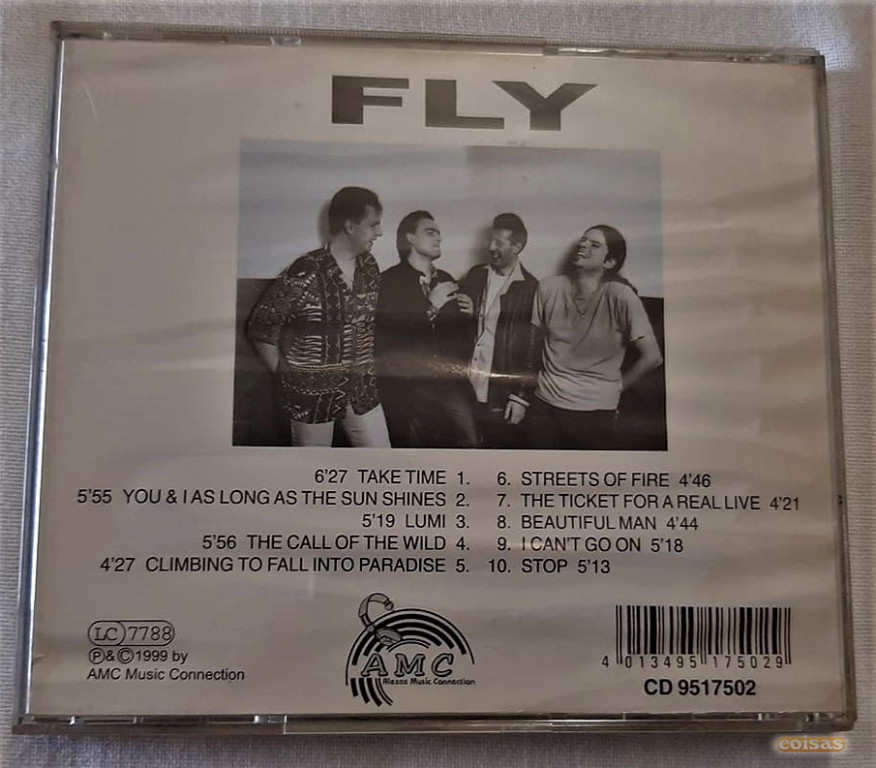 FLY
6'27 TAKE TIME 1.
5'55 YOU & I AS LONG AS THE SUN SHINES 2.
5'19 LUMI 3.
5'56 THE CALL OF THE WILD 4.
4'27 CLIMBING TO FALL INTO PARADISE 5.
6. STREETS OF FIRE 4'46
7. THE TICKET FOR A REAL LIVE 4'21
8. BEAUTIFUL MAN 4'44
9. I CAN'T GO ON 5'18
10. STOP 5'13
LC 7788
Ⓟ&Ⓒ 1999 by
AMC Music Connection
AMC
Alesos Music Connection
4 013495 175029
CD 9517502
coisas